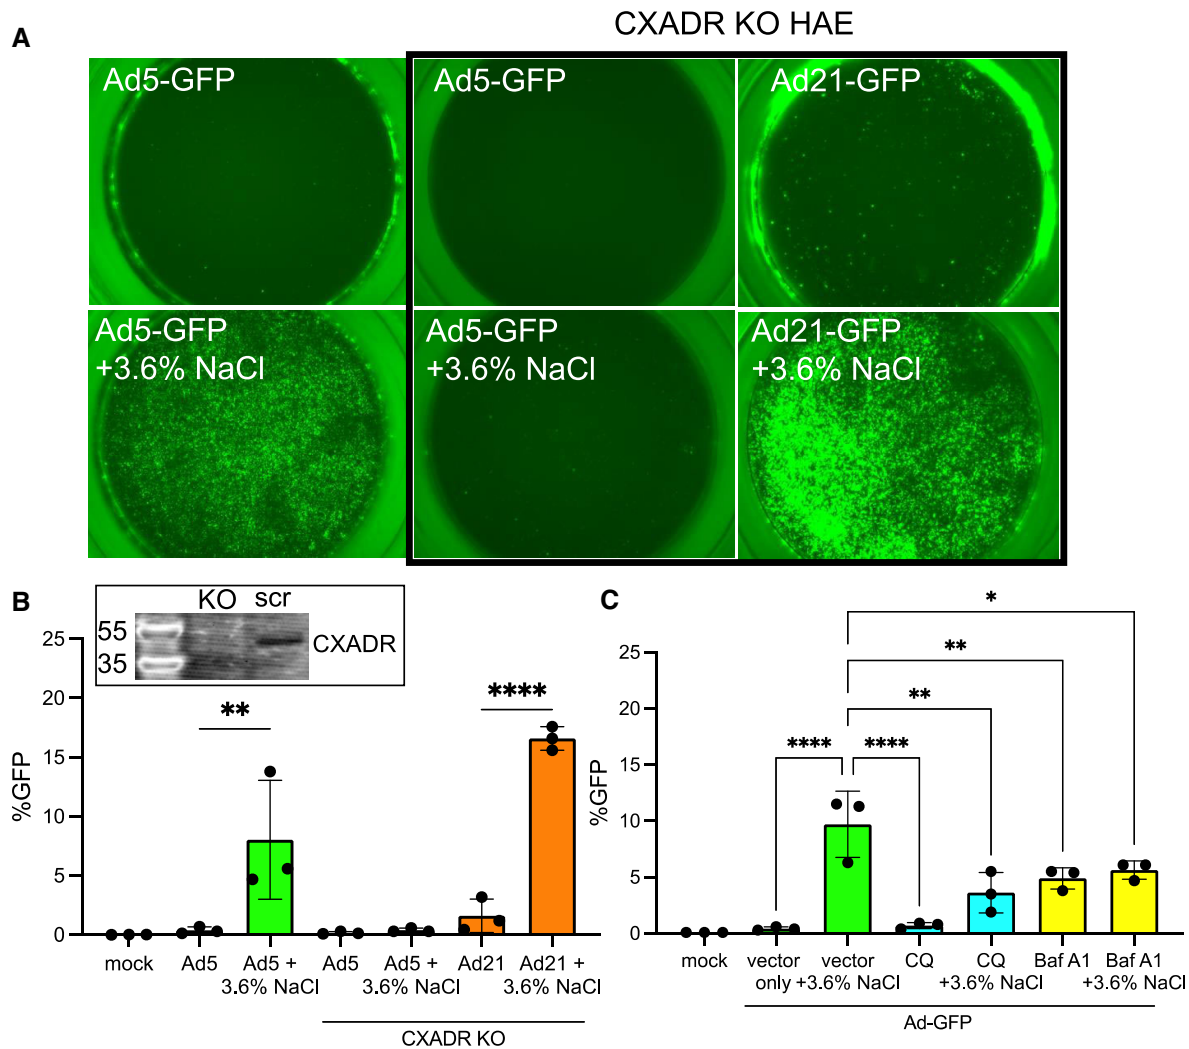 A
CXADR KO HAE
Ad5-GFP
Ad5-GFP
Ad21-GFP
Ad5-GFP
+3.6% NaCl
Ad5-GFP
+3.6% NaCl
Ad21-GFP
+3.6% NaCl
B
KO scr
55
35
CXADR
%GFP
25
20
15
10
5
0
**
****
mock
Ad5
Ad5 +
3.6% NaCl
Ad5
Ad5 +
3.6% NaCl
Ad21
Ad21 +
3.6% NaCl
CXADR KO
C
%GFP
25
20
15
10
5
0
*
**
**
****
****
mock
vector
only
vector
+3.6% NaCl
CQ
CQ
+3.6% NaCl
Baf A1
Baf A1
+3.6% NaCl
Ad-GFP